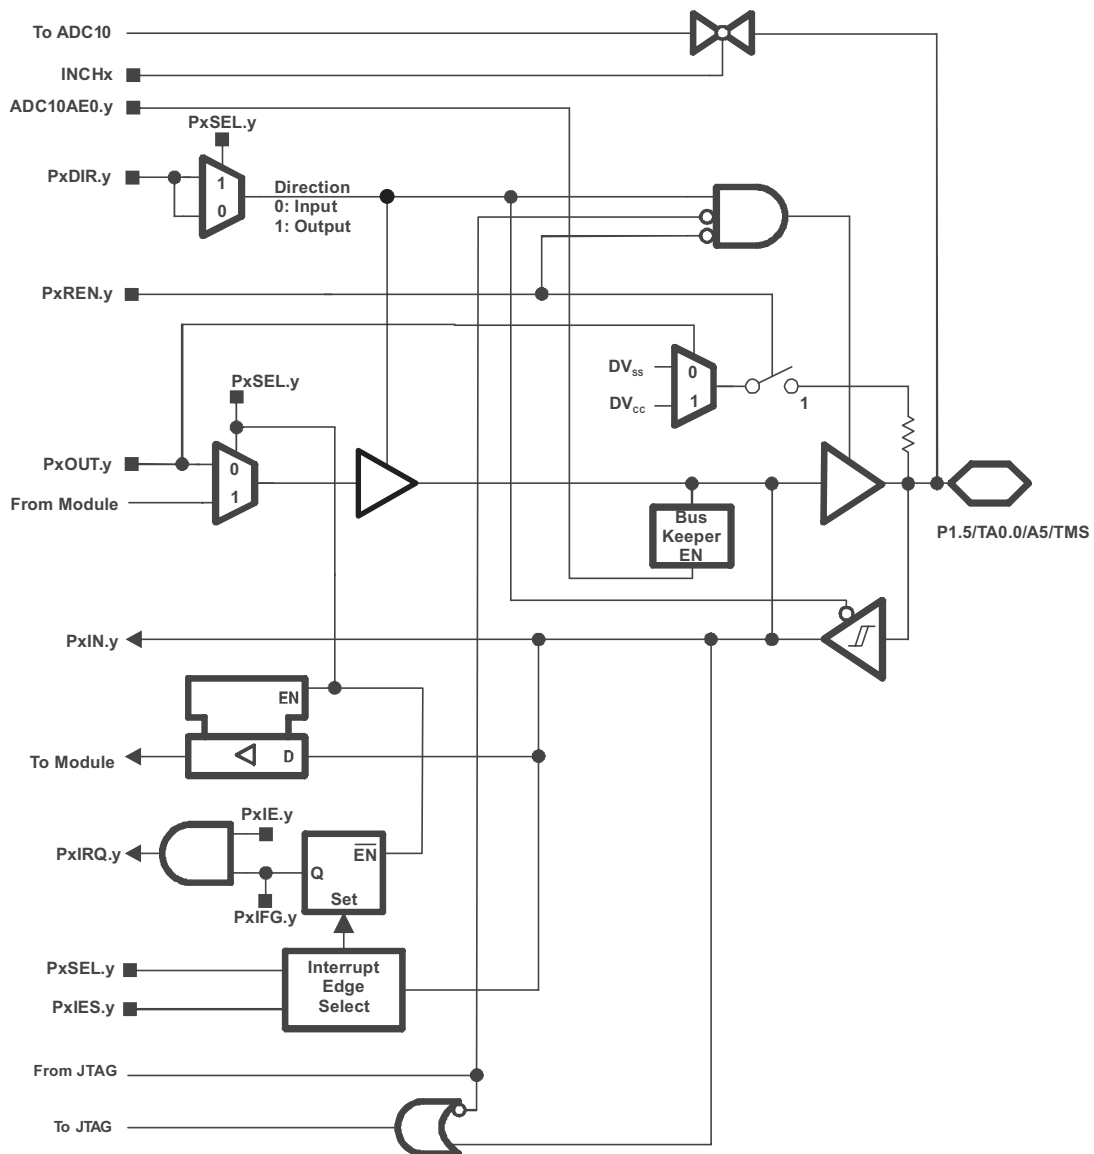 To ADC10
INCHx
ADC10AE0.y
PxSEL.y
PxDIR.y
1
0
Direction
0: Input
1: Output
PxREN.y
DVSS
0
DVCC
1
1
PxSEL.y
PxOUT.y
0
From Module
1
Bus
Keeper
EN
P1.5/TA0.0/A5/TMS
PxIN.y
EN
To Module
D
PxIE.y
PxIRQ.y
EN
Q
Set
PxIFG.y
PxSEL.y
Interrupt
Edge
Select
PxIES.y
From JTAG
To JTAG